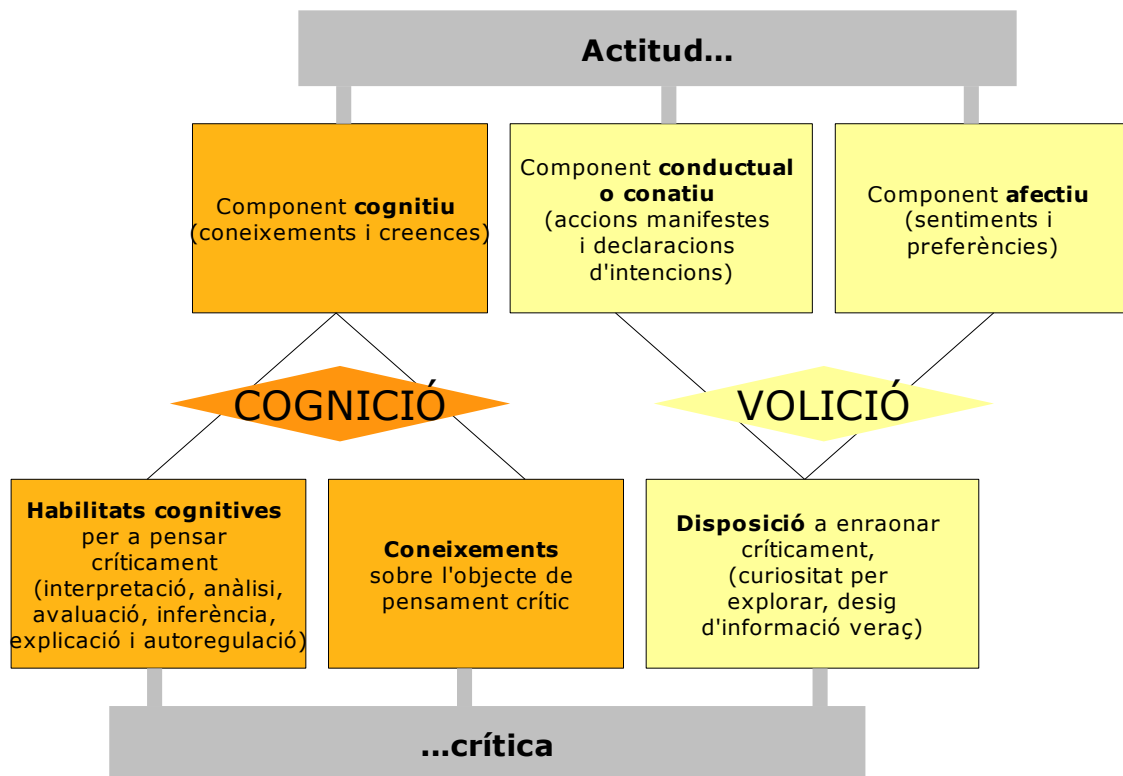 Actitud...
Component cognitiu
(coneixements i creences)
Component conductual
o conatiu
(accions manifestes
i declaracions
d'intencions)
Component afectiu
(sentiments i
preferències)
COGNICIÓ
VOLICIÓ
Habilitats cognitives
per a pensar
críticament
(interpretació, anàlisi,
avaluació, inferència,
explicació i autoregulació)
Coneixements
sobre l'objecte de
pensament crític
Disposició a enraonar
críticament,
(curiositat per
explorar, desig
d'informació veraç)
...crítica